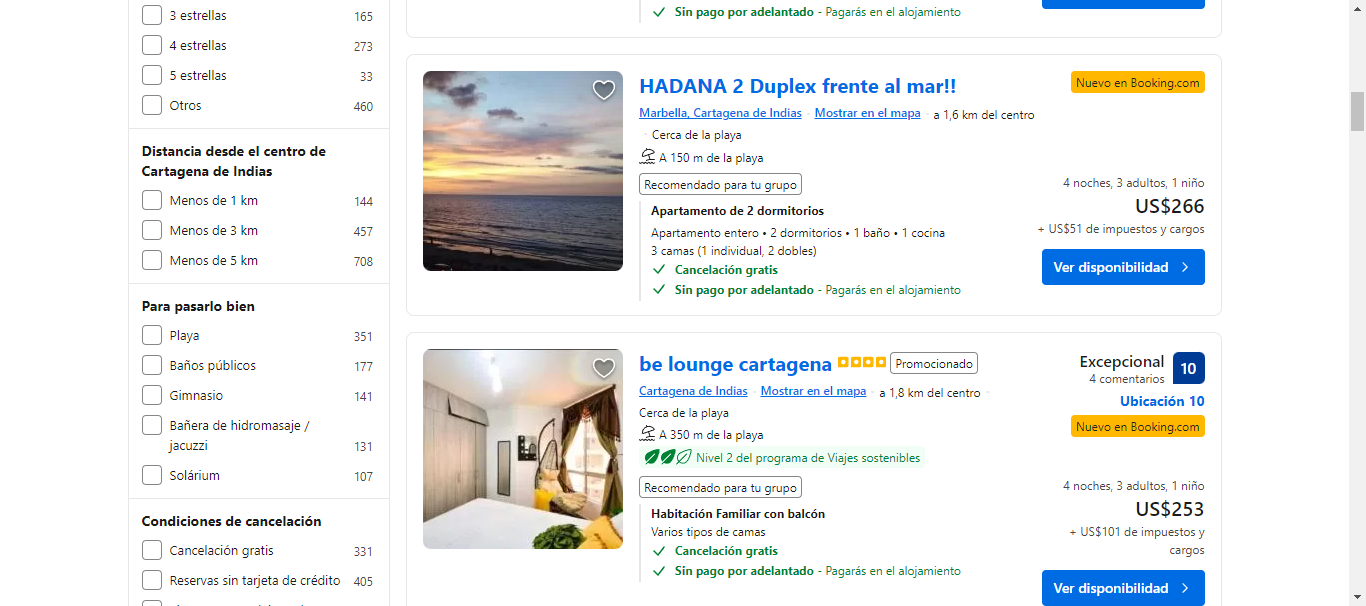 3 estrellas 165
4 estrellas 273
5 estrellas 33
Otros 460
Distancia desde el centro de
Cartagena de Indias
Menos de 1 km 144
Menos de 3 km 457
Menos de 5 km 708
Para pasarlo bien
Playa 351
Baños públicos 177
Gimnasio 141
Bañera de hidromasaje /
jacuzzi 131
Solárium 107
Condiciones de cancelación
Cancelación gratis 331
Reservas sin tarjeta de crédito 405
Sin pago por adelantado - Pagarás en el alojamiento
HADANA 2 Duplex frente al mar!!
Nuevo en Booking.com
Marbella, Cartagena de Indias · Mostrar en el mapa · a 1,6 km del centro
· Cerca de la playa
A 150 m de la playa
Recomendado para tu grupo
Apartamento de 2 dormitorios
Apartamento entero • 2 dormitorios • 1 baño • 1 cocina
3 camas (1 individual, 2 dobles)
Cancelación gratis
Sin pago por adelantado - Pagarás en el alojamiento
4 noches, 3 adultos, 1 niño
US$266
+ US$51 de impuestos y cargos
Ver disponibilidad
be lounge cartagena
Promocionado
Cartagena de Indias · Mostrar en el mapa · a 1,8 km del centro ·
Cerca de la playa
A 350 m de la playa
Nivel 2 del programa de Viajes sostenibles
Recomendado para tu grupo
Habitación Familiar con balcón
Varios tipos de camas
Cancelación gratis
Sin pago por adelantado - Pagarás en el alojamiento
Excepcional 10
4 comentarios
Ubicación 10
Nuevo en Booking.com
4 noches, 3 adultos, 1 niño
US$253
+ US$101 de impuestos y
cargos
Ver disponibilidad